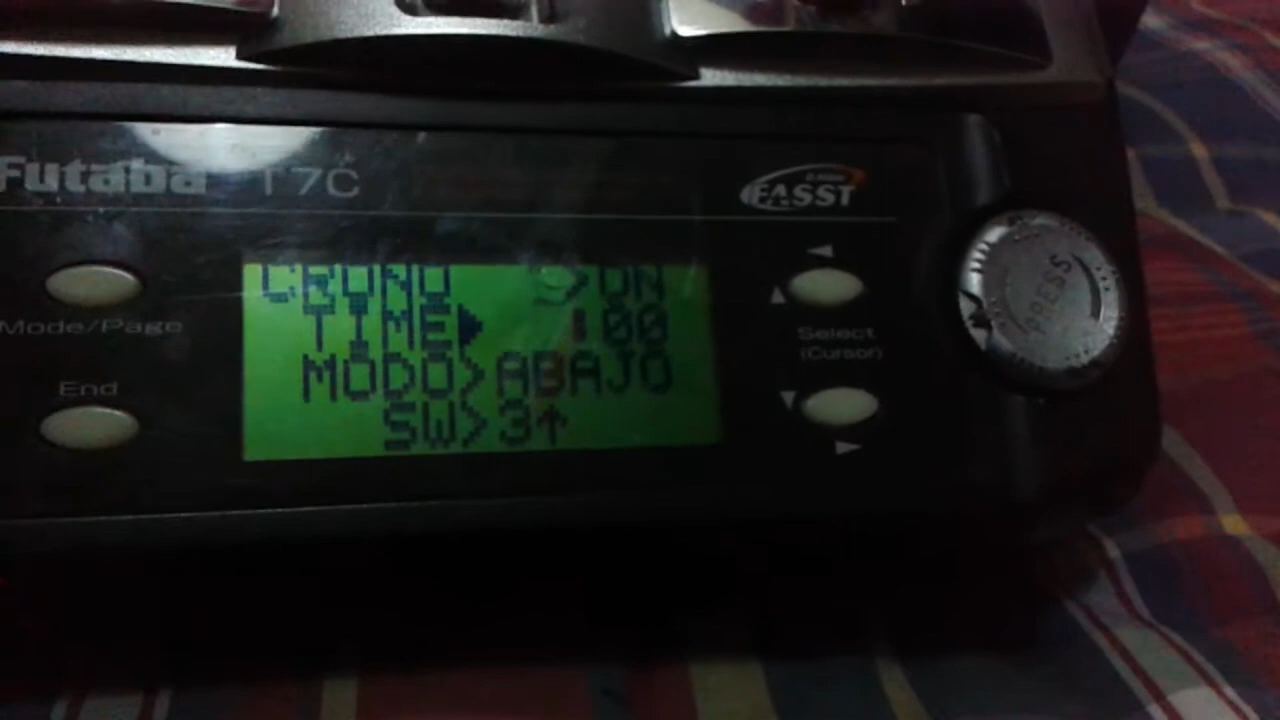 Futaba T7C
FASST
CRONO >ON
TIME▶ :00
MODO>ABAJO
SW>3↑
Mode/Page
End
Select
(Cursor)
PRESS